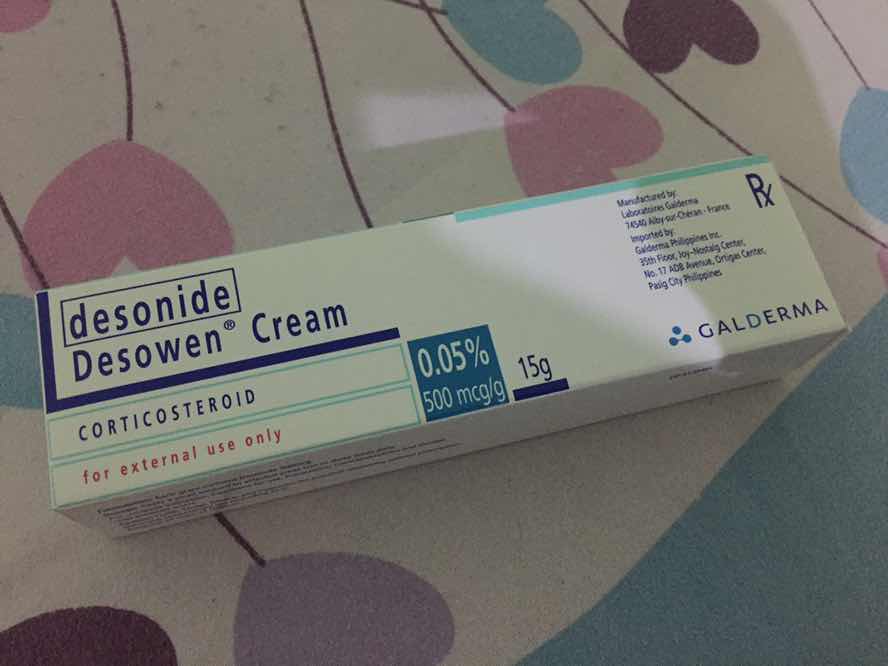 desonide
Desowen® Cream
CORTICOSTEROID
for external use only
0.05%
500 mcg/g
15g
Manufactured by:
Laboratoires Galderma
74540 Alby-sur-Chéran - France
Imported by:
Galderma Philippines Inc.
35th Floor, Joy-Nostalg Center,
No. 17 ADB Avenue, Ortigas Center,
Pasig City Philippines
Rx
GALDERMA